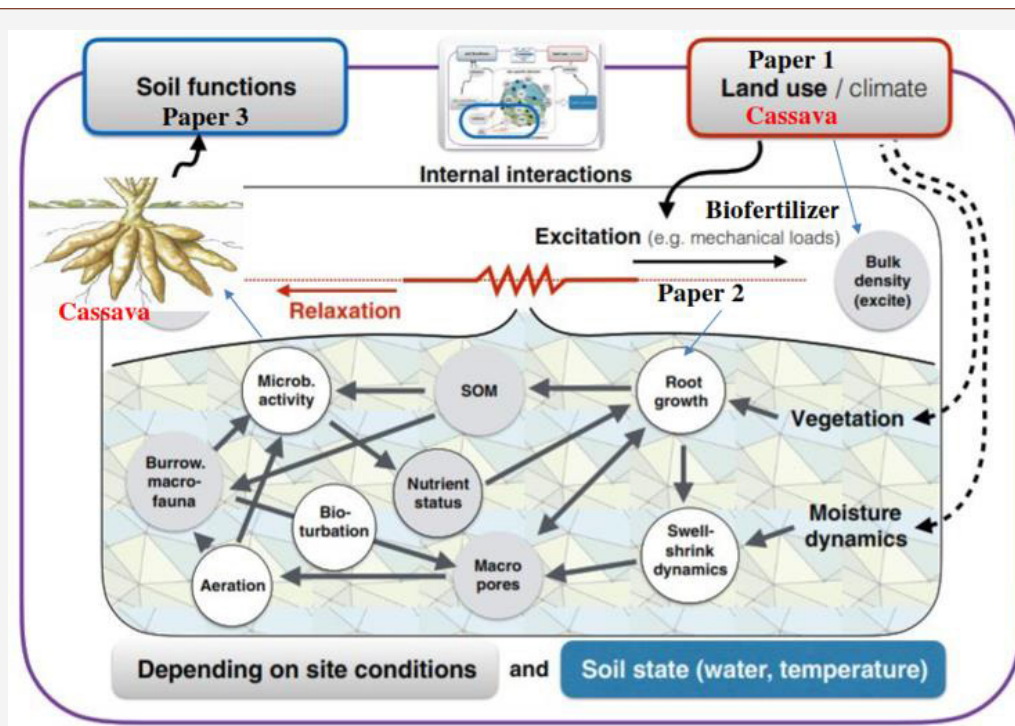 Soil functions
Paper 3
Paper 1
Land use / climate
Cassava
Internal interactions
Biofertilizer
Excitation (e.g. mechanical loads)
Bulk
density
(excite)
Cassava
Relaxation
Paper 2
Microb.
activity
SOM
Root
growth
Vegetation
Burrow.
macro-
fauna
Nutrient
status
Bio-
turbation
Moisture
dynamics
Swell-
shrink
dynamics
Macro
pores
Aeration
Depending on site conditions and Soil state (water, temperature)